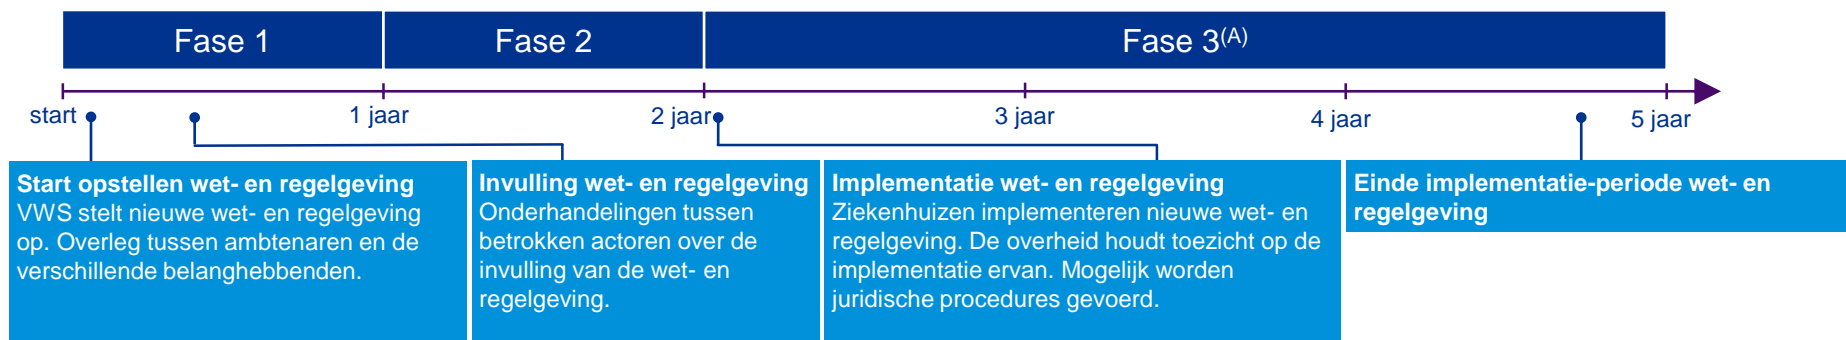 Fase 1
Fase 2
Fase 3(A)
start
1 jaar
2 jaar
3 jaar
4 jaar
5 jaar
Start opstellen wet- en regelgeving
VWS stelt nieuwe wet- en regelgeving
op. Overleg tussen ambtenaren en de
verschillende belanghebbenden.
Invulling wet- en regelgeving
Onderhandelingen tussen
betrokken actoren over de
invulling van de wet- en
regelgeving.
Implementatie wet- en regelgeving
Ziekenhuizen implementeren nieuwe wet- en
regelgeving. De overheid houdt toezicht op de
implementatie ervan. Mogelijk worden
juridische procedures gevoerd.
Einde implementatie-periode wet- en
regelgeving